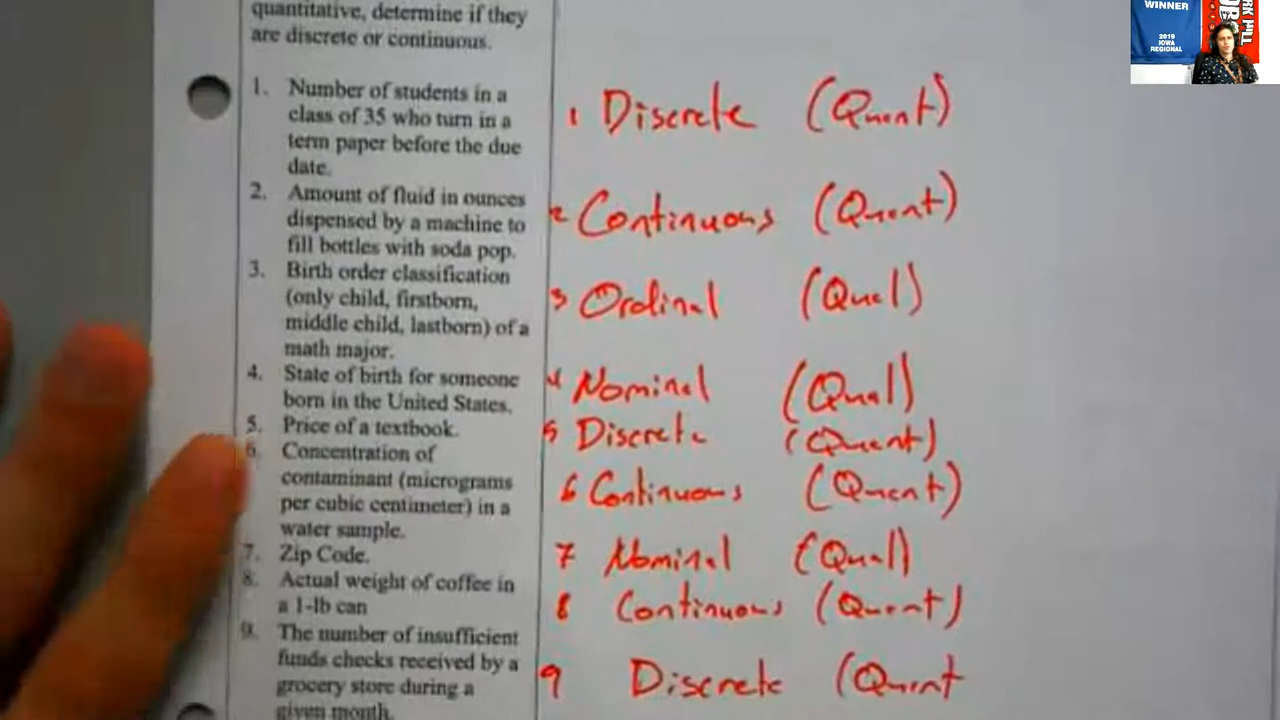 quantitative, determine if they
are discrete or continuous.
1. Number of students in a
class of 35 who turn in a
term paper before the due
date.
1 Discrete (Quant)
2. Amount of fluid in ounces
dispensed by a machine to
fill bottles with soda pop.
2 Continuous (Quant)
3. Birth order classification
(only child, firstborn,
middle child, lastborn) of a
math major.
3 Ordinal (Qual)
4. State of birth for someone
born in the United States.
4 Nominal (Qual)
5. Price of a textbook.
5 Discrete (Quant)
6. Concentration of
contaminant (micrograms
per cubic centimeter) in a
water sample.
6 Continuous (Quant)
7. Zip Code.
7 Nominal (Qual)
8. Actual weight of coffee in
a 1-lb can
8 Continuous (Quant)
9. The number of insufficient
funds checks received by a
grocery store during a
given month.
9 Discrete (Quant
WINNER
2019
IOWA
REGIONAL